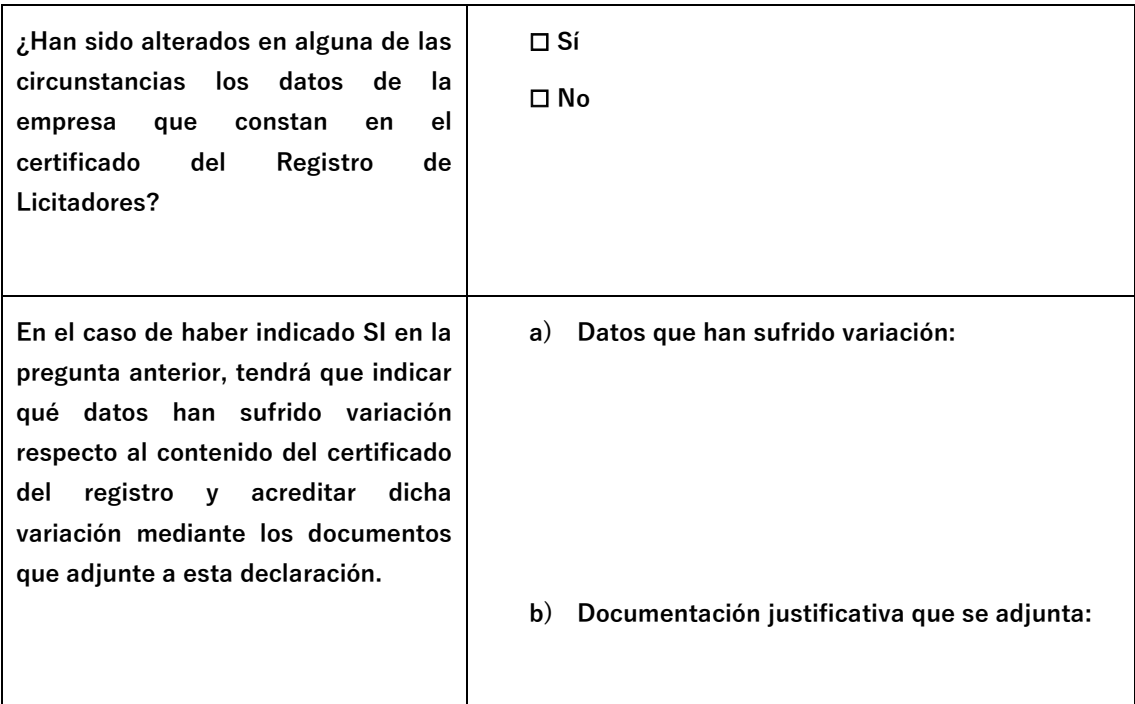 ¿Han sido alterados en alguna de las
circunstancias los datos de la
empresa que constan en el
certificado del Registro de
Licitadores?
☐ Sí
☐ No
En el caso de haber indicado SI en la
pregunta anterior, tendrá que indicar
qué datos han sufrido variación
respecto al contenido del certificado
del registro y acreditar dicha
variación mediante los documentos
que adjunte a esta declaración.
a) Datos que han sufrido variación:
b) Documentación justificativa que se adjunta: